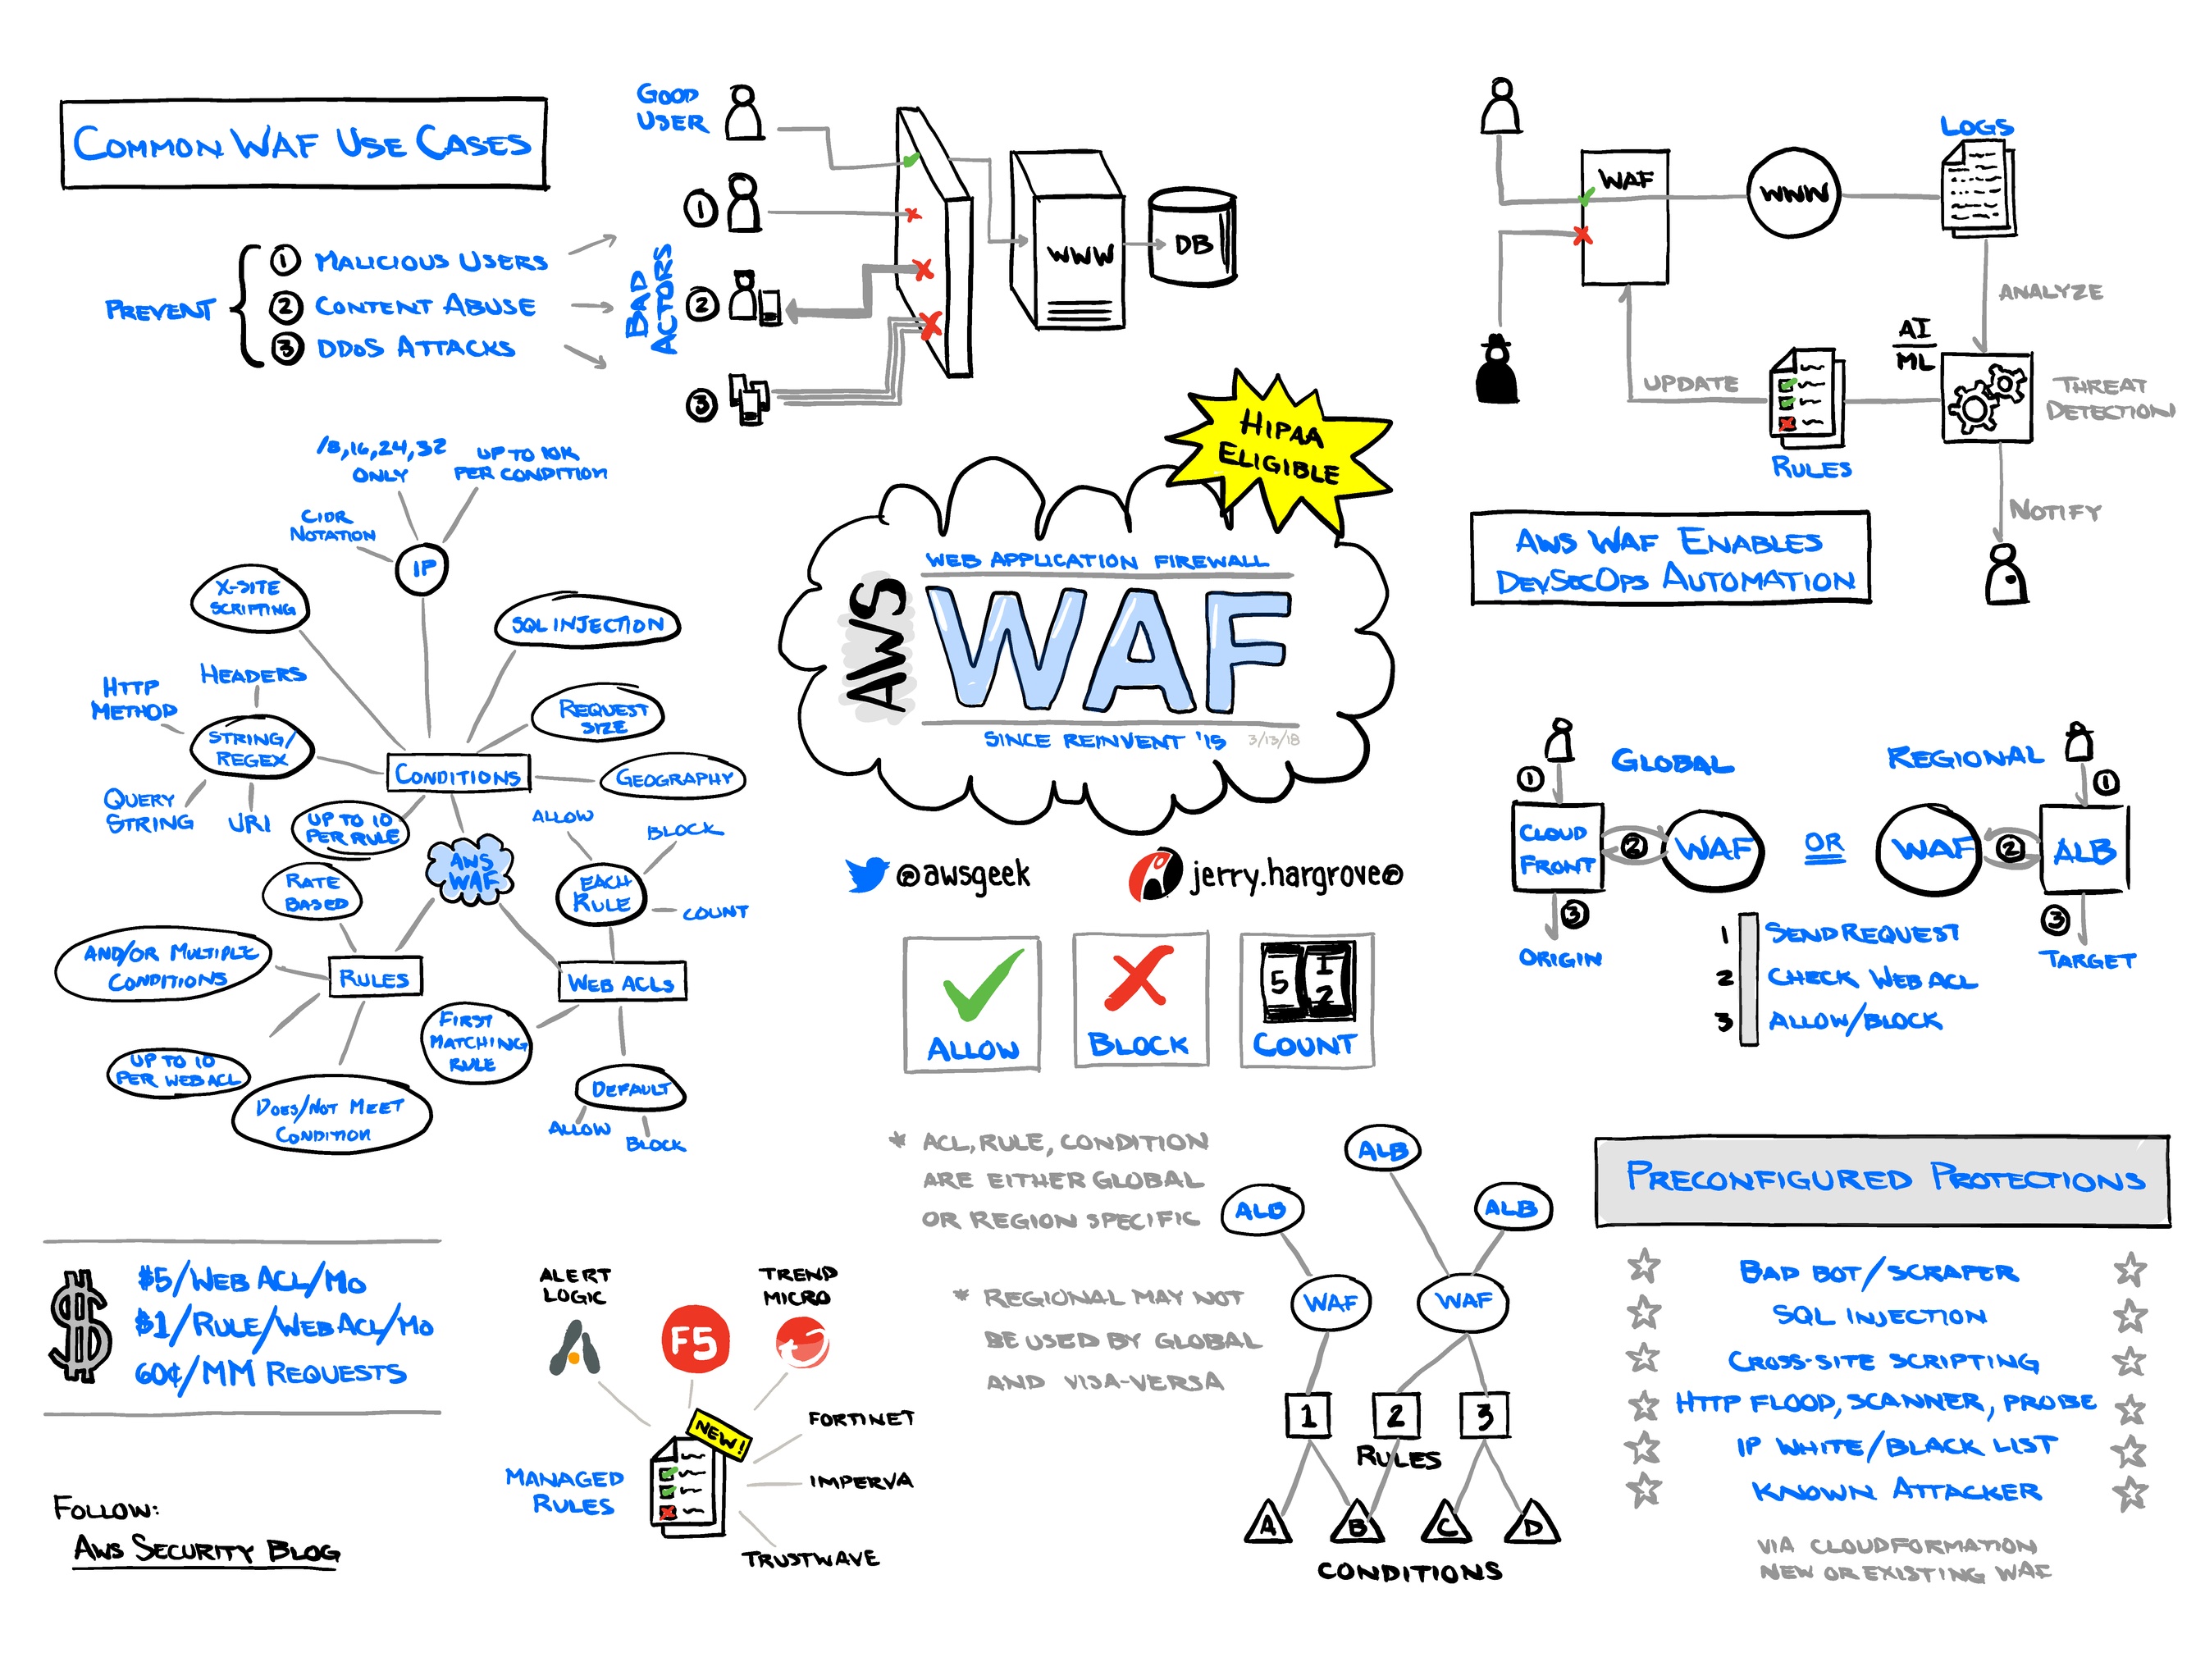 COMMON WAF USE CASES
PREVENT
1 MALICIOUS USERS
2 CONTENT ABUSE
3 DDOS ATTACKS
GOOD
USER
BAD
ACTORS
1
2
3
WWW
DB
WAF
WWW
LOGS
ANALYZE
AI
ML
THREAT
DETECTION
UPDATE
RULES
NOTIFY
AWS WAF ENABLES
DEVSECOPS AUTOMATION
HIPAA
ELIGIBLE
WEB APPLICATION FIREWALL
AWS
WAF
SINCE REINVENT '15
3/13/18
@awsgeek
jerry.hargrove@
5
1
2
ALLOW
BLOCK
COUNT
/8,16,24,32
ONLY
UP TO 10K
PER CONDITION
CIDR
NOTATION
IP
X-SITE
SCRIPTING
SQL INJECTION
HEADERS
HTTP
METHOD
STRING/
REGEX
QUERY
STRING
URI
REQUEST
SIZE
CONDITIONS
GEOGRAPHY
UP TO 10
PER RULE
AWS
WAF
ALLOW
BLOCK
EACH
RULE
COUNT
RATE
BASED
AND/OR MULTIPLE
CONDITIONS
RULES
WEB ACLS
UP TO 10
PER WEB ACL
DOES/NOT MEET
CONDITION
FIRST
MATCHING
RULE
DEFAULT
ALLOW
BLOCK
GLOBAL
REGIONAL
1
CLOUD
FRONT
2
WAF
OR
WAF
2
ALB
1
3
ORIGIN
3
TARGET
1 SEND REQUEST
2 CHECK WEB ACL
3 ALLOW/BLOCK
$
$5/WEB ACL/MO
$1/RULE/WEB ACL/MO
60¢/MM REQUESTS
FOLLOW:
AWS SECURITY BLOG
ALERT
LOGIC
F5
TREND
MICRO
NEW!
MANAGED
RULES
FORTINET
IMPERVA
TRUSTWAVE
* ACL, RULE, CONDITION
ARE EITHER GLOBAL
OR REGION SPECIFIC
* REGIONAL MAY NOT
BE USED BY GLOBAL
AND VISA-VERSA
ALB
ALB
ALB
WAF
WAF
1
2
3
RULES
A
B
C
D
CONDITIONS
PRECONFIGURED PROTECTIONS
BAD BOT/SCRAPER
SQL INJECTION
CROSS-SITE SCRIPTING
HTTP FLOOD, SCANNER, PROBE
IP WHITE/BLACK LIST
KNOWN ATTACKER
VIA CLOUDFORMATION
NEW OR EXISTING WAF